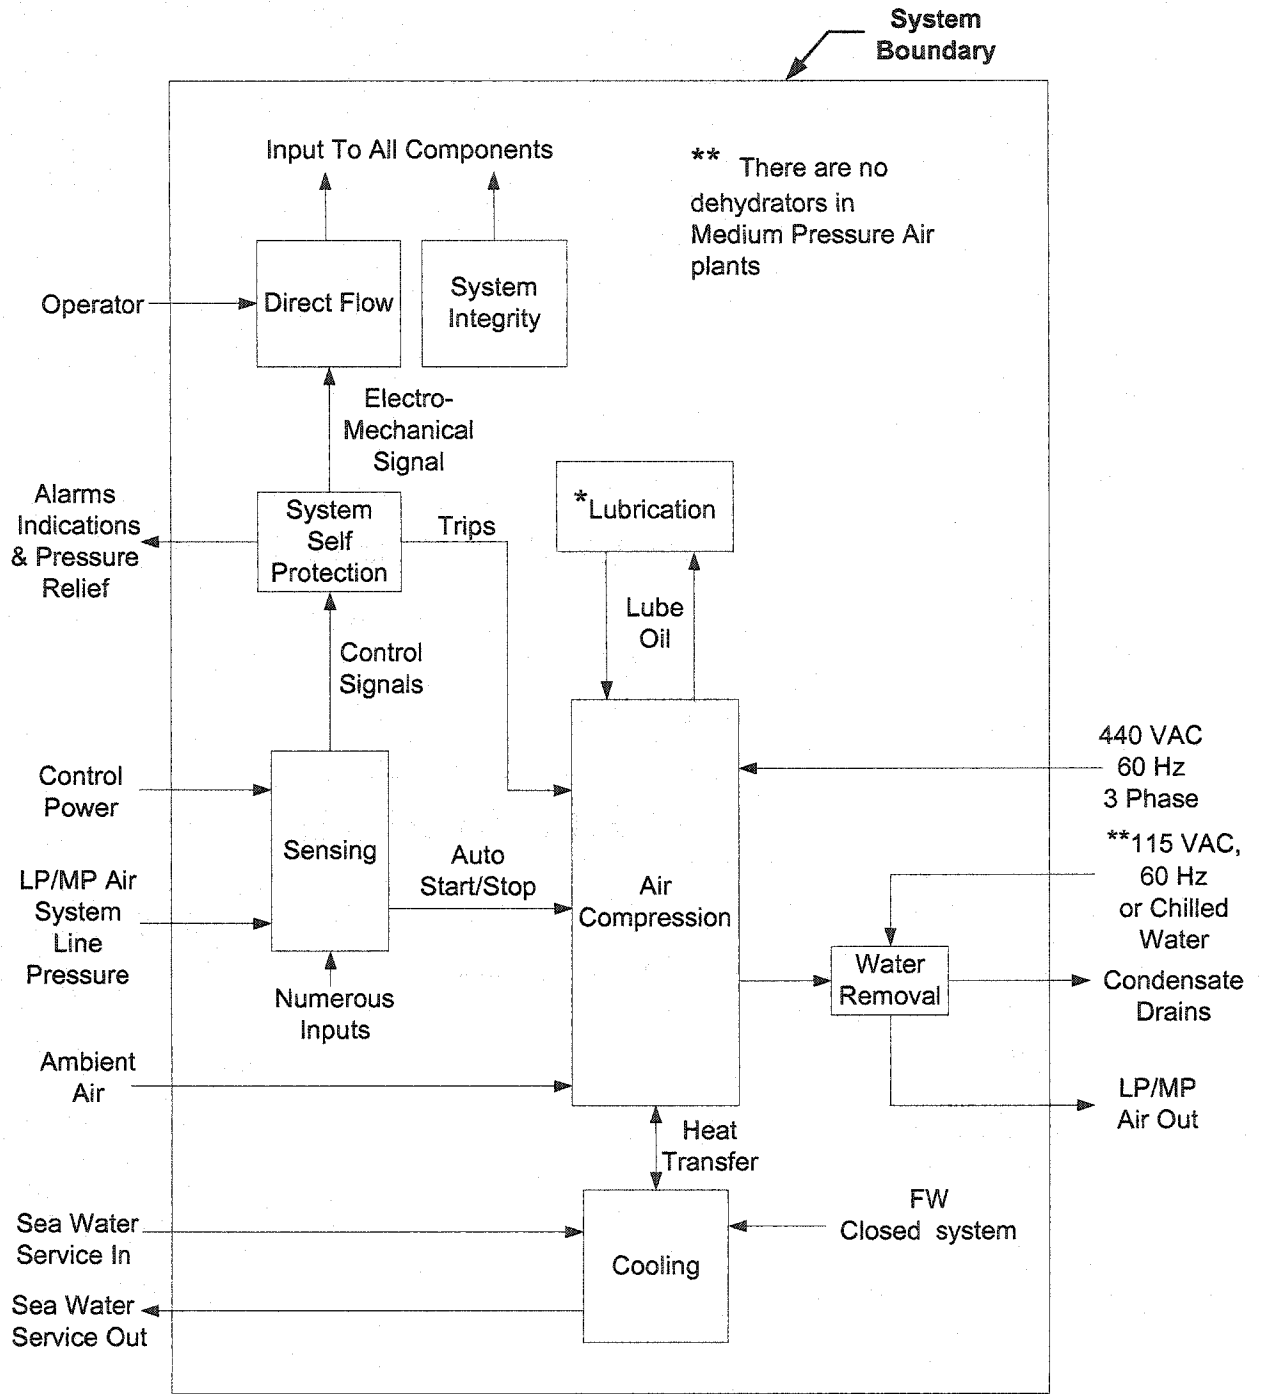 System
Boundary
Input To All Components
** There are no
dehydrators in
Medium Pressure Air
plants
Operator
Direct Flow
System
Integrity
Electro-
Mechanical
Signal
Alarms
Indications
& Pressure
Relief
System
Self
Protection
Trips
*Lubrication
Lube
Oil
Control
Signals
440 VAC
60 Hz
3 Phase
Control
Power
Sensing
Auto
Start/Stop
Air
Compression
**115 VAC,
60 Hz
or Chilled
Water
LP/MP Air
System
Line
Pressure
Water
Removal
Condensate
Drains
Numerous
Inputs
Ambient
Air
LP/MP
Air Out
Heat
Transfer
Sea Water
Service In
FW
Closed system
Cooling
Sea Water
Service Out